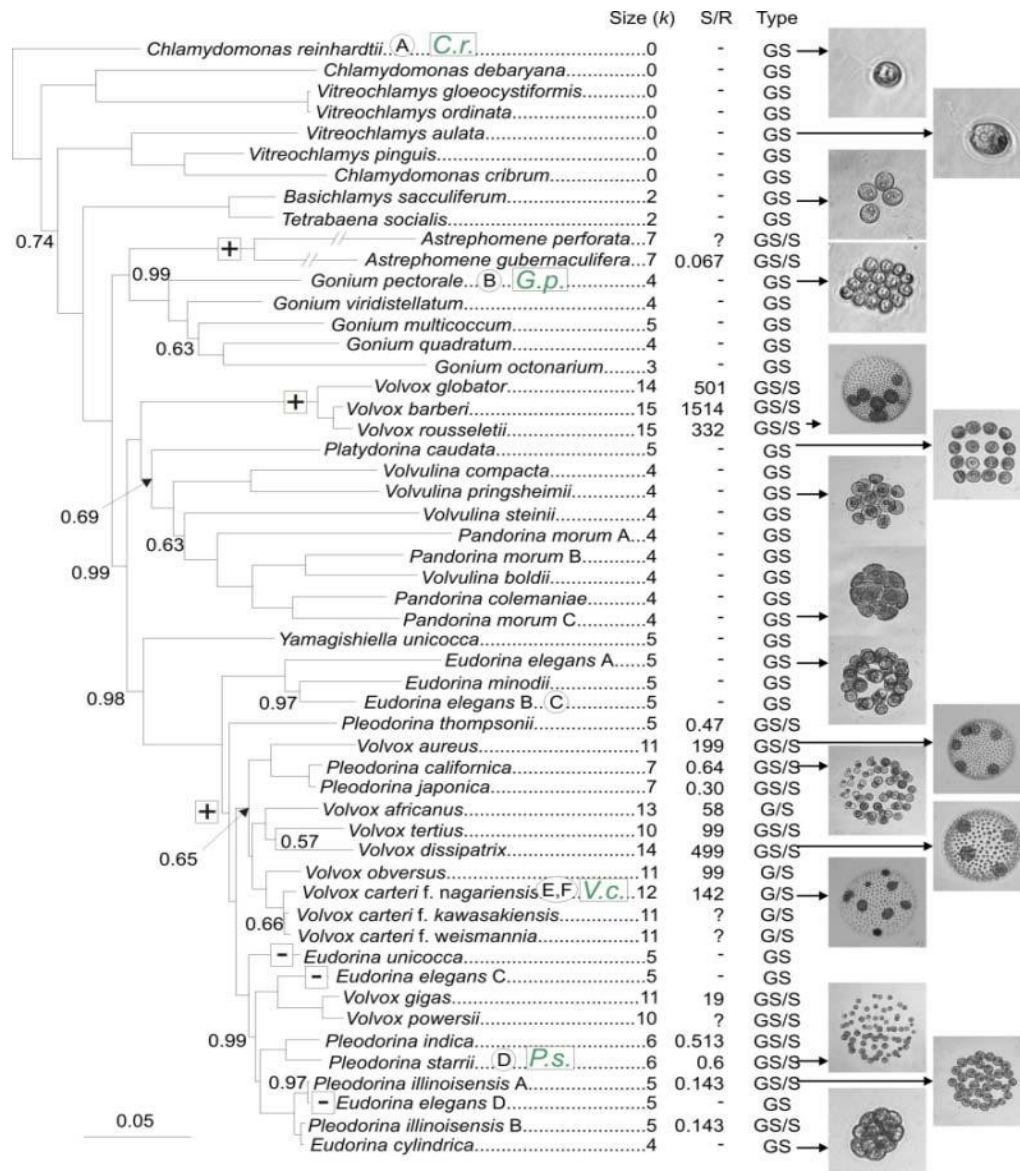 Size (k) S/R Type
Chlamydomonas reinhardtii......A......C.r..................0 - GS
Chlamydomonas debaryana............0 - GS
Vitreochlamys gloeocystiformis............0 - GS
Vitreochlamys ordinata............0 - GS
Vitreochlamys aulata............0 - GS
Vitreochlamys pinguis............0 - GS
Chlamydomonas cribrum............0 - GS
Basichlamys sacculiferum............2 - GS
Tetrabaena socialis............2 - GS
0.74
+ Astrephomene perforata...7 ? GS/S
Astrephomene gubernaculifera...7 0.067 GS/S
0.99
Gonium pectorale...B..G.p............4 - GS
Gonium viridistellatum............4 - GS
Gonium multicoccum............5 - GS
0.63
Gonium quadratum............4 - GS
Gonium octonarium............3 - GS
Volvox globator............14 501 GS/S
+ Volvox barberi............15 1514 GS/S
Volvox rousseletii............15 332 GS/S
Platydorina caudata............5 - GS
Volvulina compacta............4 - GS
Volvulina pringsheimii............4 - GS
0.69
Volvulina steinii............4 - GS
Pandorina morum A...4 - GS
0.63
Pandorina morum B............4 - GS
0.99
Volvulina boldii............4 - GS
Pandorina colemaniae............4 - GS
Pandorina morum C............4 - GS
Yamagishiella unicocca............5 - GS
Eudorina elegans A.....5 - GS
0.98
Eudorina minodii............5 - GS
0.97 Eudorina elegans B..C............5 - GS
Pleodorina thompsonii............5 0.47 GS/S
Volvox aureus............11 199 GS/S
Pleodorina californica............7 0.64 GS/S
Pleodorina japonica............7 0.30 GS/S
+ Volvox africanus............13 58 G/S
Volvox tertius............10 99 GS/S
0.57 Volvox dissipatrix............14 499 GS/S
0.65
Volvox obversus............11 99 G/S
Volvox carteri f. nagariensis E,F V.c...12 142 G/S
0.66 Volvox carteri f. kawasakiensis............11 ? G/S
Volvox carteri f. weismannia............11 ? G/S
- Eudorina unicocca............5 - GS
- Eudorina elegans C............5 - GS
Volvox gigas............11 19 GS/S
Volvox powersii............10 ? GS/S
0.99
Pleodorina indica............6 0.513 GS/S
Pleodorina starrii...D..P.s............6 0.6 GS/S
0.97 Pleodorina illinoisensis A............5 0.143 GS/S
- Eudorina elegans D............5 - GS
0.05 Pleodorina illinoisensis B............5 0.143 GS/S
Eudorina cylindrica............4 - GS